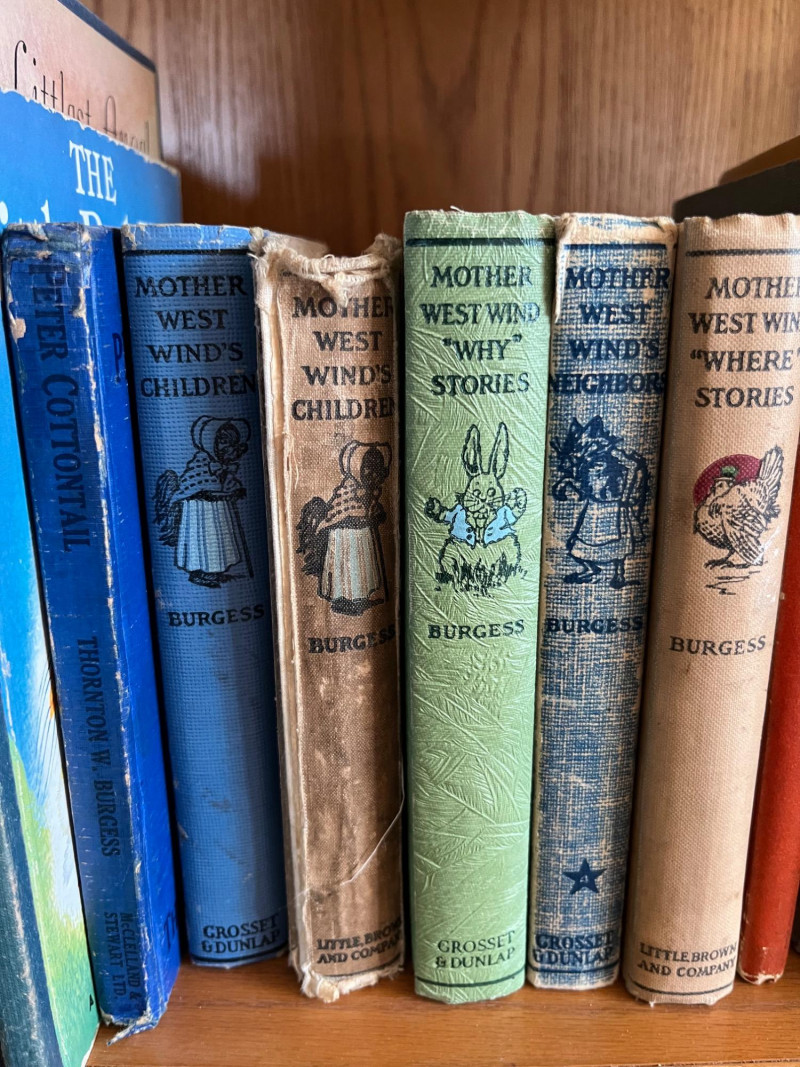 Littlest Angel
THE
PETER COTTONTAIL
THORNTON W. BURGESS
McCLELLAND &
STEWART, LTD.
MOTHER
WEST
WIND'S
CHILDREN
BURGESS
GROSSET
& DUNLAP
MOTHER
WEST
WIND'S
CHILDREN
BURGESS
LITTLE, BROWN
AND COMPANY
MOTHER
WEST WIND
"WHY"
STORIES
BURGESS
GROSSET
& DUNLAP
MOTHER
WEST
WIND'S
NEIGHBORS
BURGESS
4
GROSSET
& DUNLAP
MOTHER
WEST WIND
"WHERE"
STORIES
BURGESS
LITTLE, BROWN
AND COMPANY